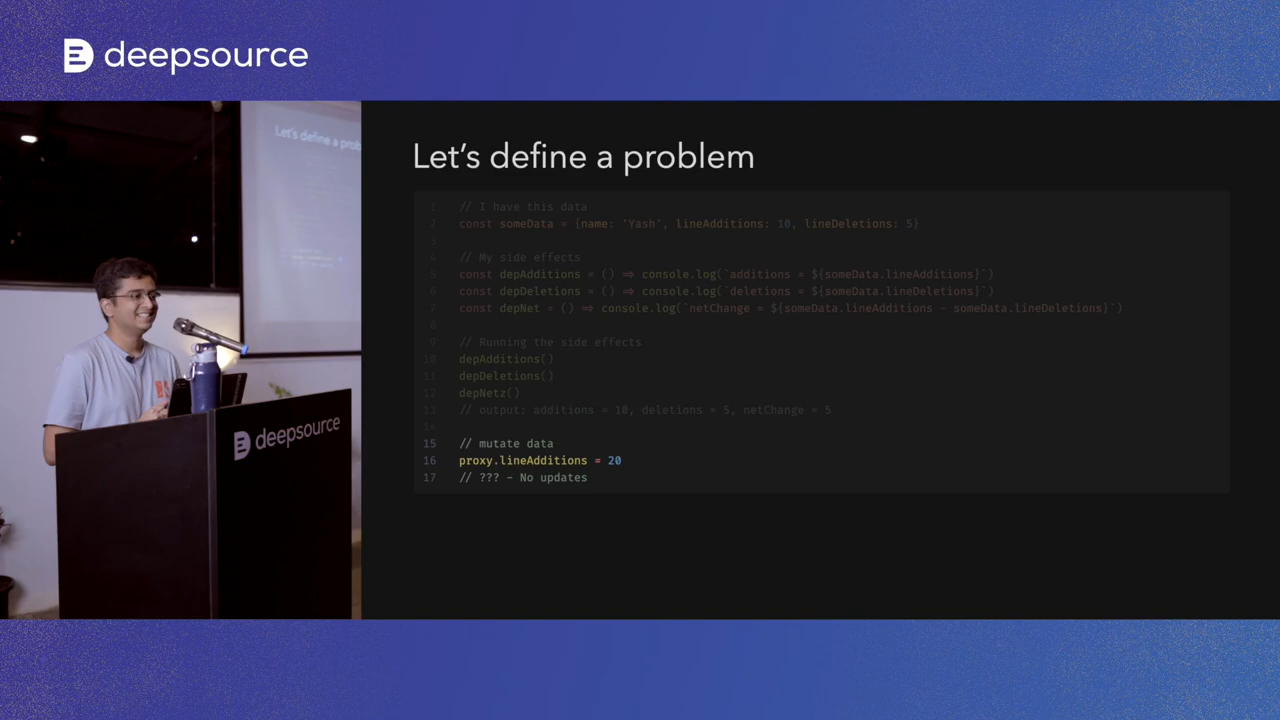 deepsource
Let's define a prob
deepsource
Let's define a problem
1 // I have this data
2 const someData = {name: 'Yash', lineAdditions: 10, lineDeletions: 5}
3
4 // My side effects
5 const depAdditions = () => console.log(`additions = ${someData.lineAdditions}`)
6 const depDeletions = () => console.log(`deletions = ${someData.lineDeletions}`)
7 const depNet = () => console.log(`netChange = ${someData.lineAdditions - someData.lineDeletions}`)
8
9 // Running the side effects
10 depAdditions()
11 depDeletions()
12 depNetz()
13 // output: additions = 10, deletions = 5, netChange = 5
14
15 // mutate data
16 proxy.lineAdditions = 20
17 // ??? - No updates